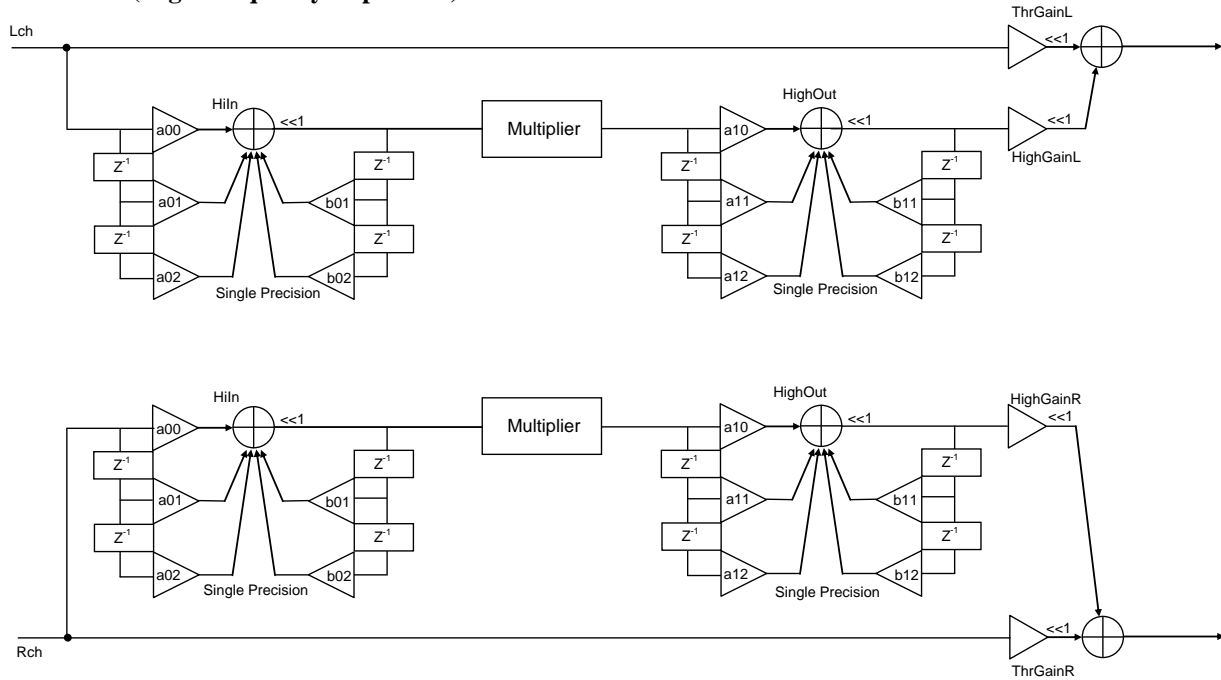 Lch
ThrGainL
<<1
HiIn
HighOut
a00
<<1
Multiplier
a10
<<1
<<1
HighGainL
Z-1
Z-1
Z-1
Z-1
a01
b01
a11
b11
Z-1
Z-1
Z-1
Z-1
a02
b02
a12
b12
Single Precision
Single Precision
HiIn
HighOut
HighGainR
<<1
a00
<<1
Multiplier
a10
<<1
Z-1
Z-1
Z-1
Z-1
a01
b01
a11
b11
Z-1
Z-1
Z-1
Z-1
a02
b02
a12
b12
Single Precision
Single Precision
<<1
Rch
ThrGainR